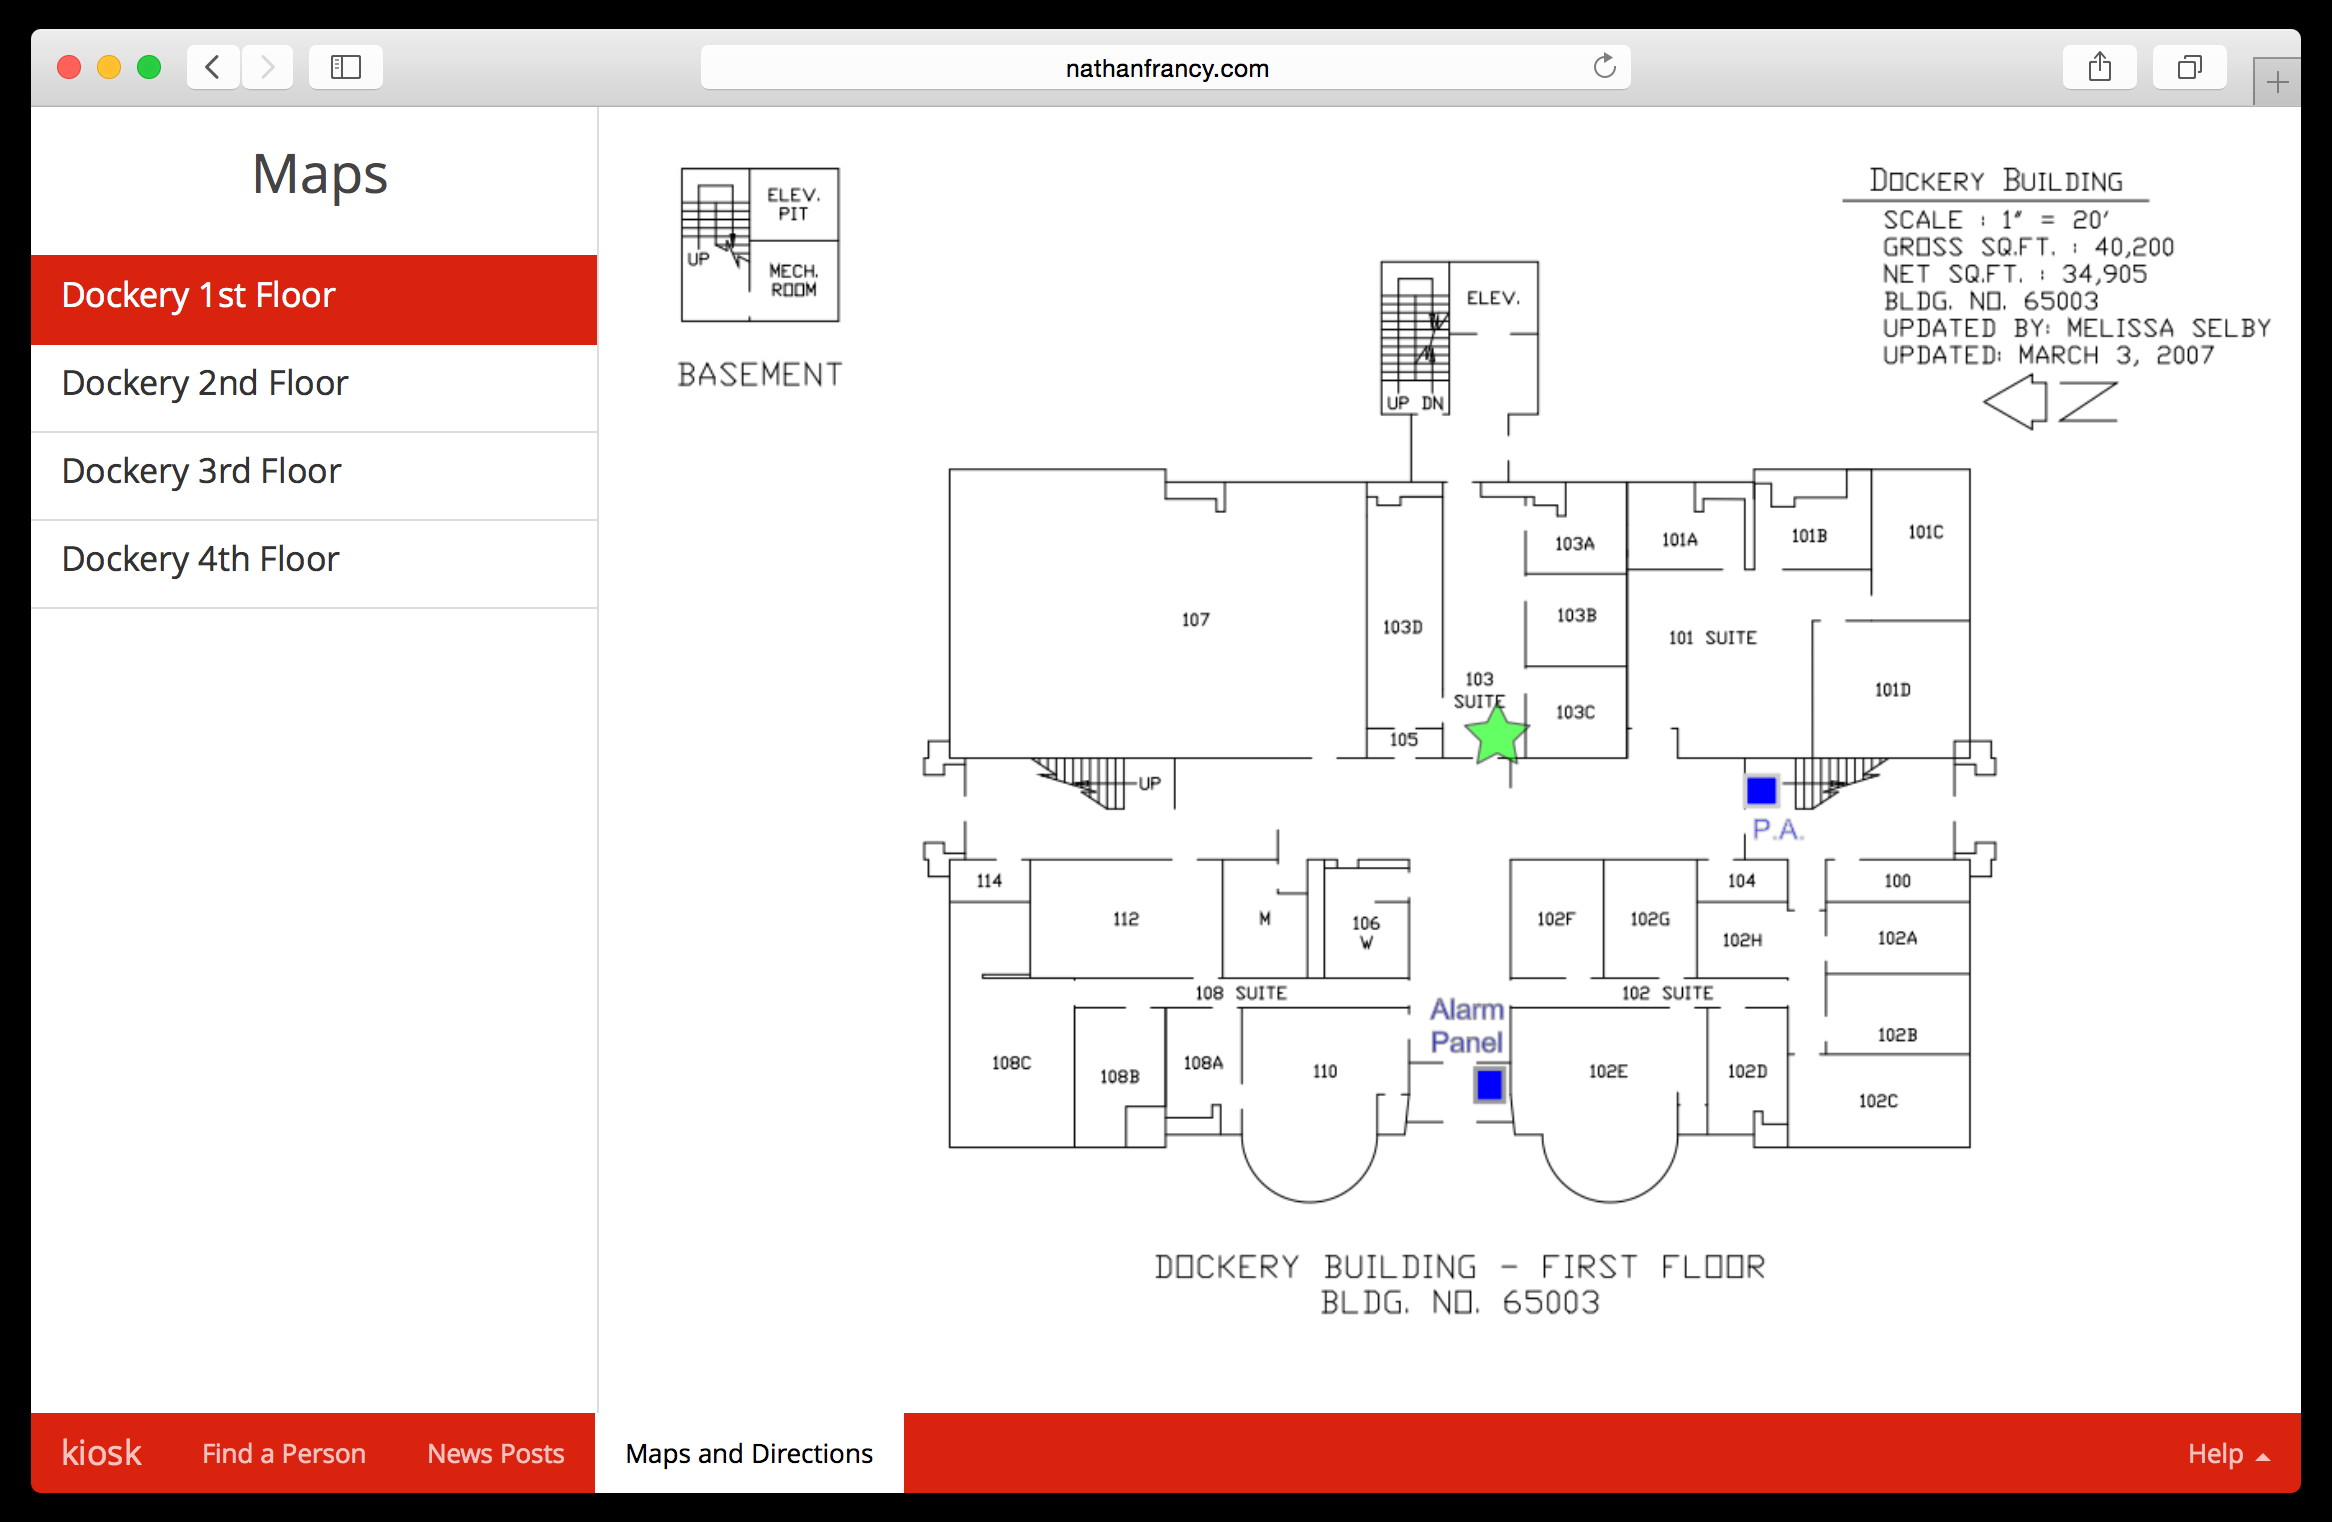 nathanfrancy.com
Maps
Dockery 1st Floor
Dockery 2nd Floor
Dockery 3rd Floor
Dockery 4th Floor
ELEV.
PIT
UP
MECH.
ROOM
BASEMENT
DOCKERY BUILDING
SCALE : 1" = 20'
GROSS SQ.FT. : 40,200
NET SQ.FT. : 34,905
BLDG. NO. 65003
UPDATED BY: MELISSA SELBY
UPDATED: MARCH 3, 2007
N
ELEV.
UP DN
107
103D
103A
101A
101B
101C
103B
101 SUITE
103
SUITE
103C
101D
105
UP
P.A.
114
112
M
106
W
102F
102G
104
100
102H
102A
108 SUITE
102 SUITE
Alarm
Panel
102B
108C
108B
108A
110
102E
102D
102C
DOCKERY BUILDING - FIRST FLOOR
BLDG. NO. 65003
kiosk
Find a Person
News Posts
Maps and Directions
Help